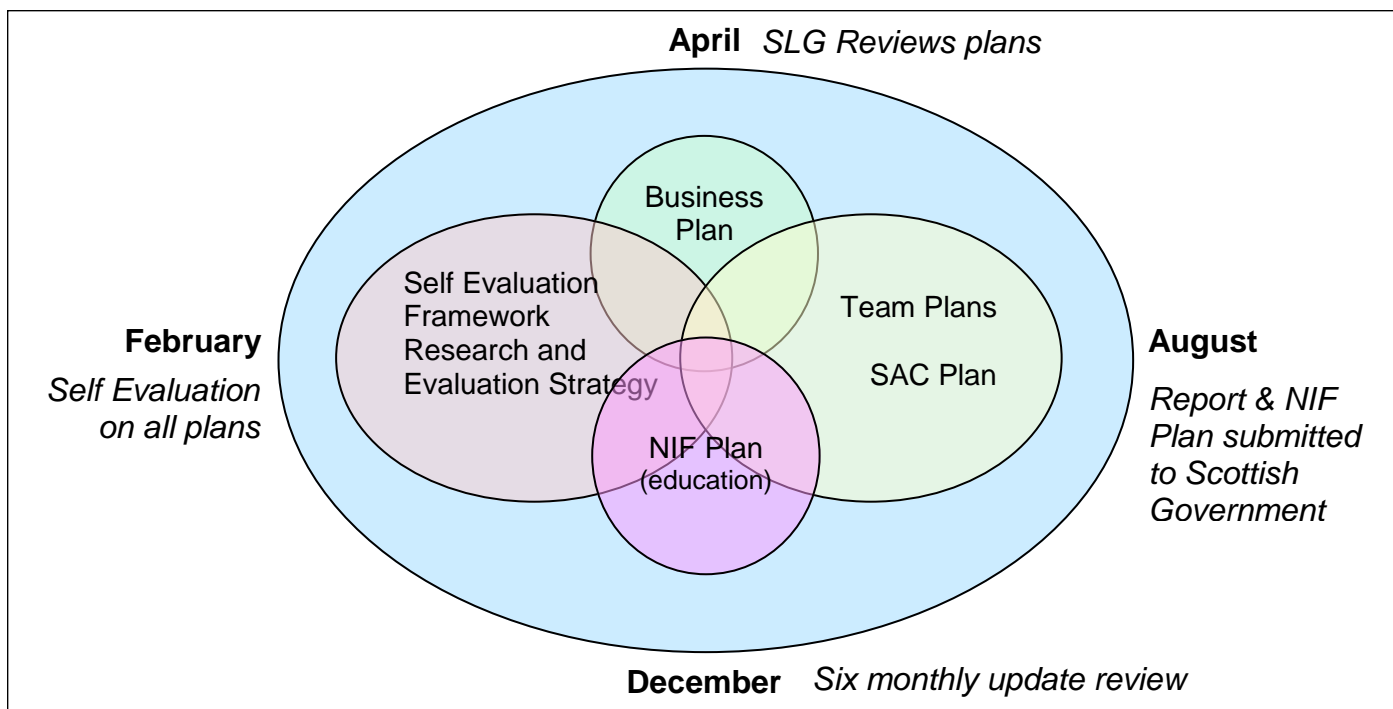 April SLG Reviews plans
Business
Plan
Self Evaluation
Framework
Research and
Evaluation Strategy
Team Plans
SAC Plan
February
Self Evaluation
on all plans
August
Report & NIF
Plan submitted
to Scottish
Government
NIF Plan
(education)
December Six monthly update review